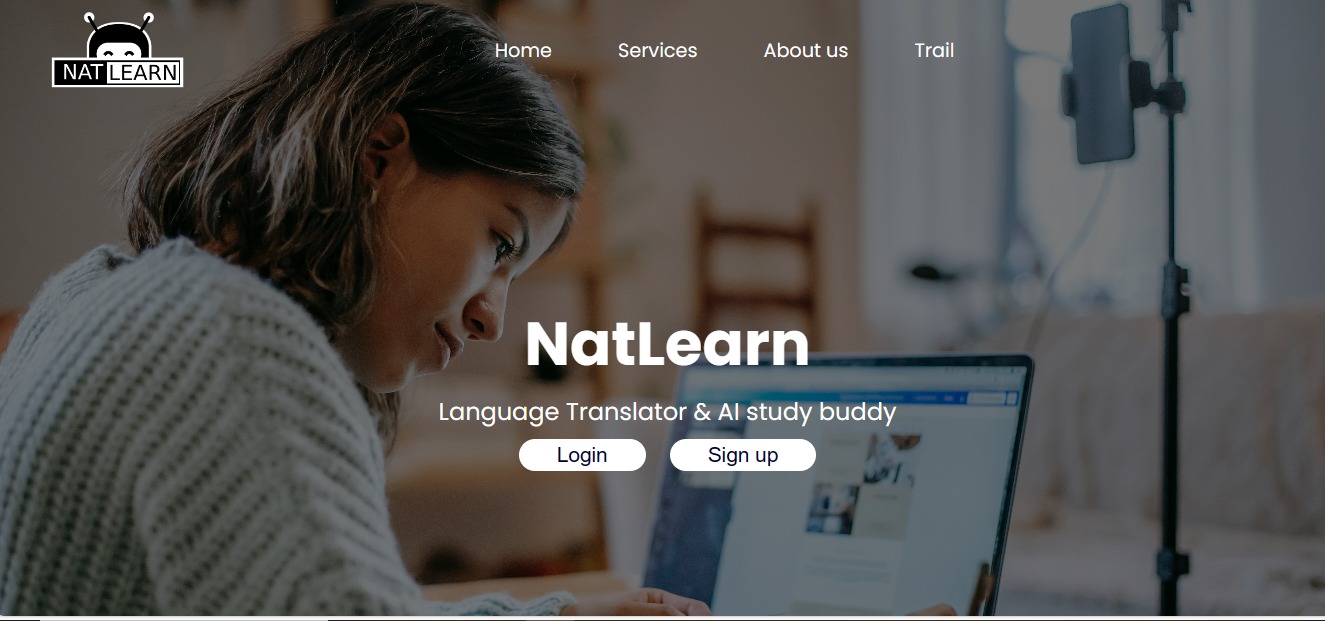 NAT LEARN
Home Services About us Trail
NatLearn
Language Translator & AI study buddy
Login Sign up